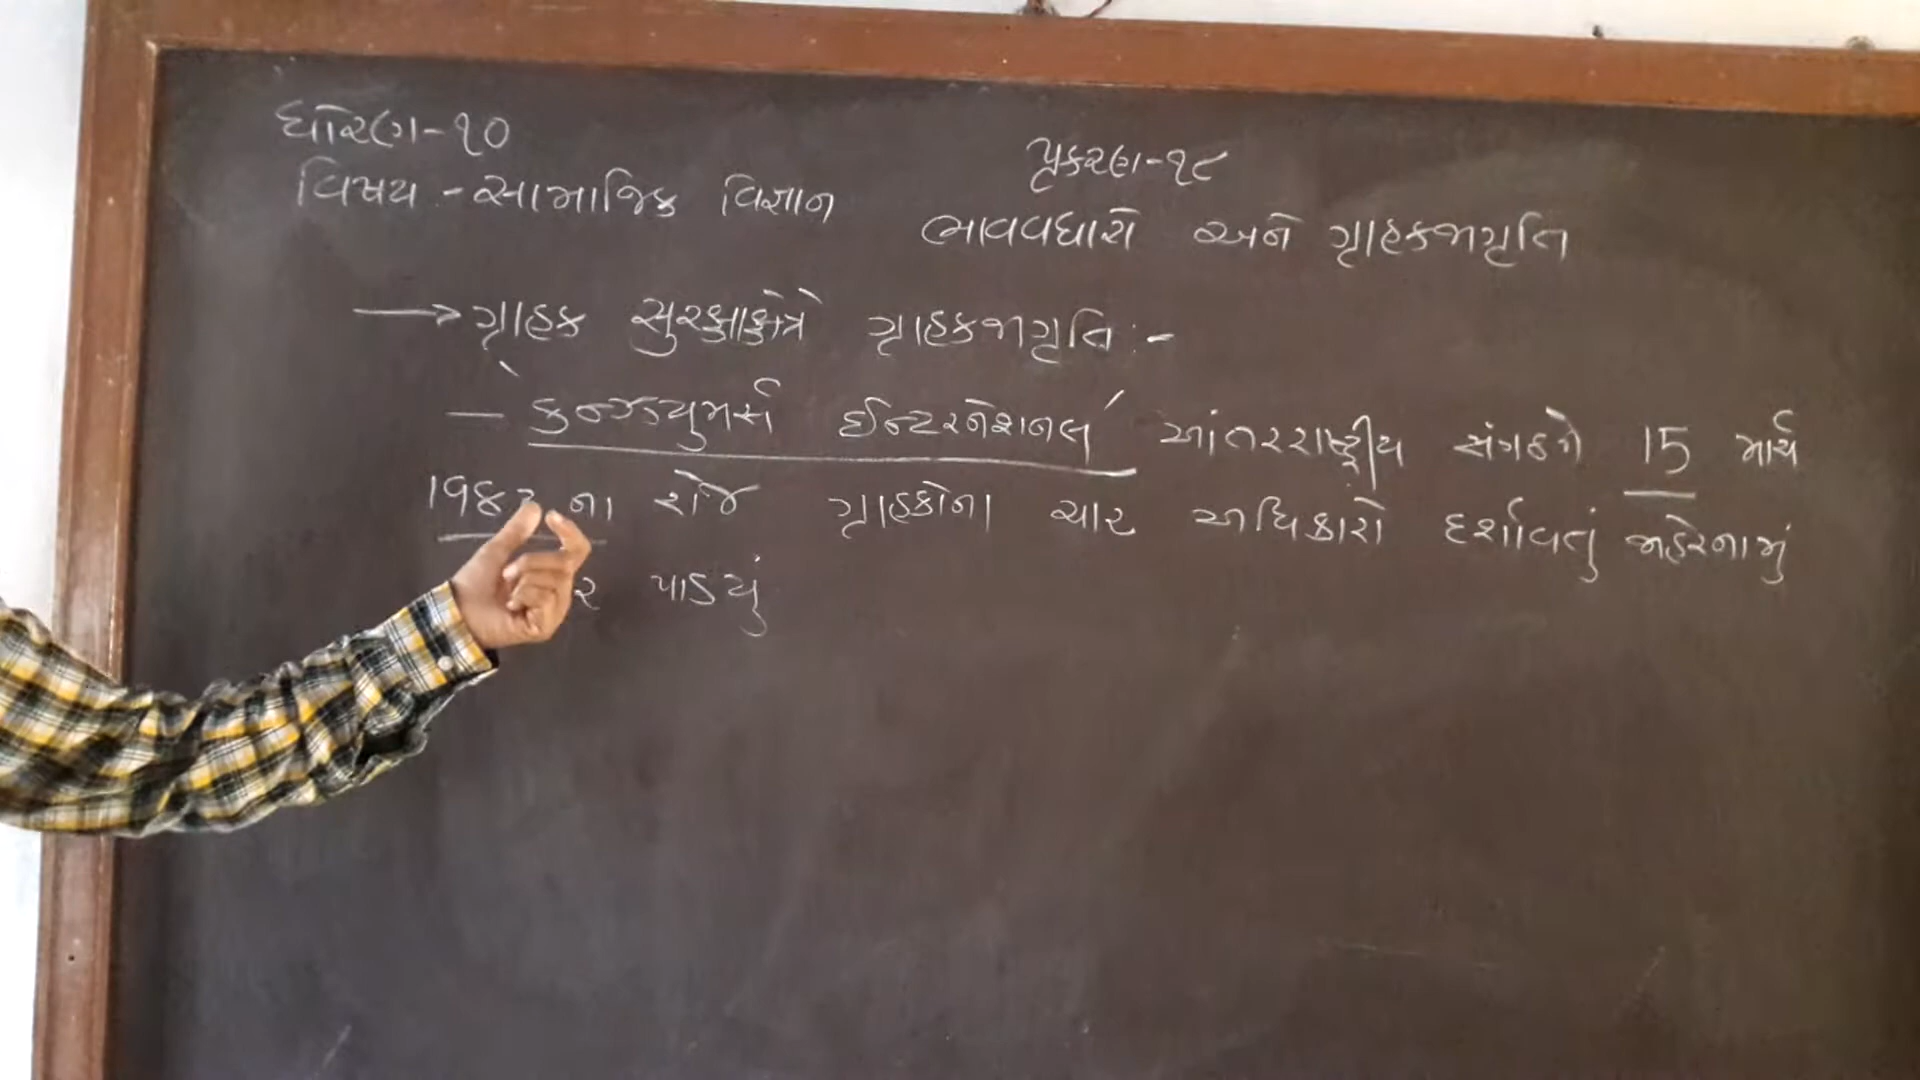 ધોરણ-૧૦
વિષય - સામાજિક વિજ્ઞાન
પ્રકરણ-૧૮
ભાવવધારો અને ગ્રાહકજાગૃતિ
→ ગ્રાહક સુરક્ષાક્ષેત્રે ગ્રાહકજાગૃતિ :-
— 'કન્ઝ્યુમર્સ ઈન્ટરનેશનલ' આંતરરાષ્ટ્રીય સંગઠને 15 માર્ચ
ના રોજ ગ્રાહકોના ચાર અધિકારો દર્શાવતું જાહેરનામું
પાડયું